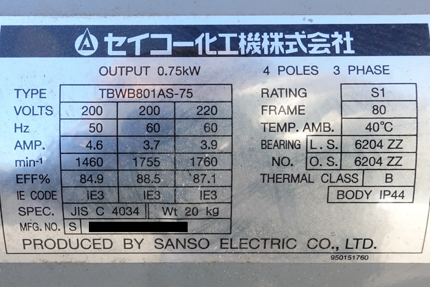 セイコー化工機株式会社
OUTPUT 0.75kW 4 POLES 3 PHASE
TYPE TBWB801AS-75 RATING S1
VOLTS 200 200 220 FRAME 80
Hz 50 60 60 TEMP. AMB. 40°C
AMP. 4.6 3.7 3.9 BEARING L.S. 6204 ZZ
min⁻¹ 1460 1755 1760 NO. O.S. 6204 ZZ
EFF% 84.9 88.5 87.1 THERMAL CLASS B
IE CODE IE3 IE3 IE3 BODY IP44
SPEC. JIS C 4034 Wt 20 kg
MFG. NO. S
PRODUCED BY SANSO ELECTRIC CO., LTD.
950151760